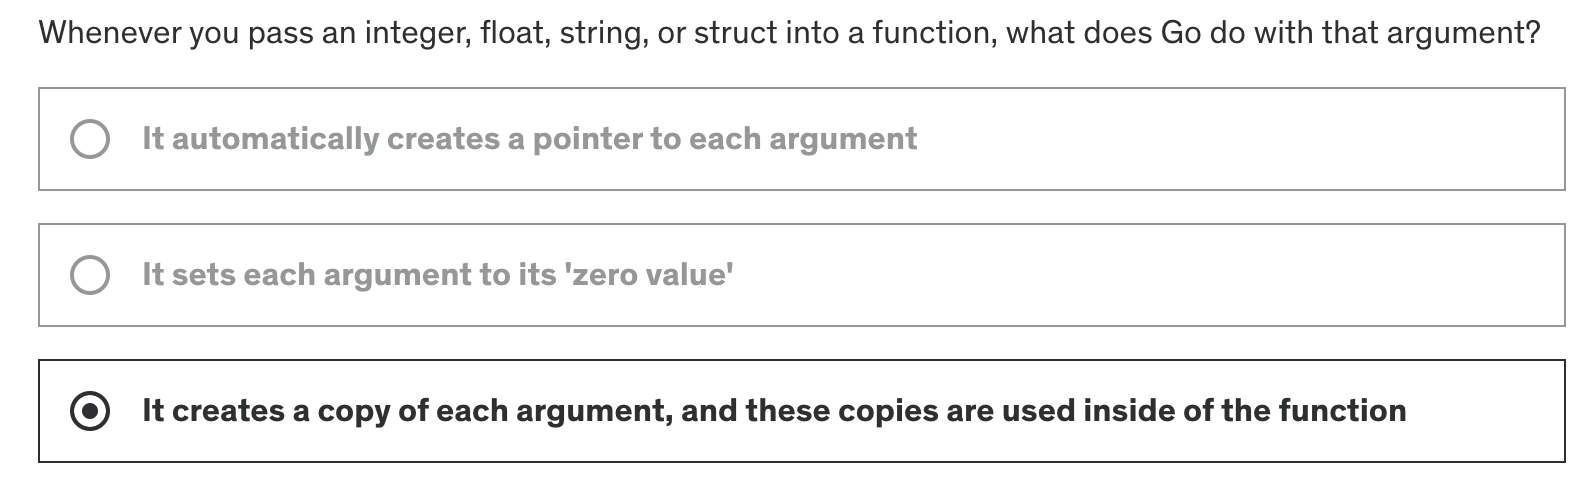 Whenever you pass an integer, float, string, or struct into a function, what does Go do with that argument?
It automatically creates a pointer to each argument
It sets each argument to its 'zero value'
It creates a copy of each argument, and these copies are used inside of the function